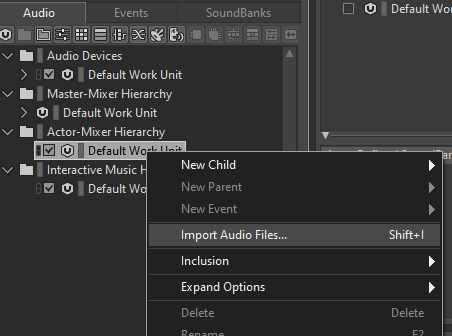 Audio
Events
SoundBanks
Default Wor
Audio Devices
Default Work Unit
Master-Mixer Hierarchy
Default Work Unit
Actor-Mixer Hierarchy
Default Work Unit
Interactive Music H
Default Wo
New Child
New Parent
New Event
Import Audio Files... Shift+I
Inclusion
Expand Options
Delete Delete
Rename F2